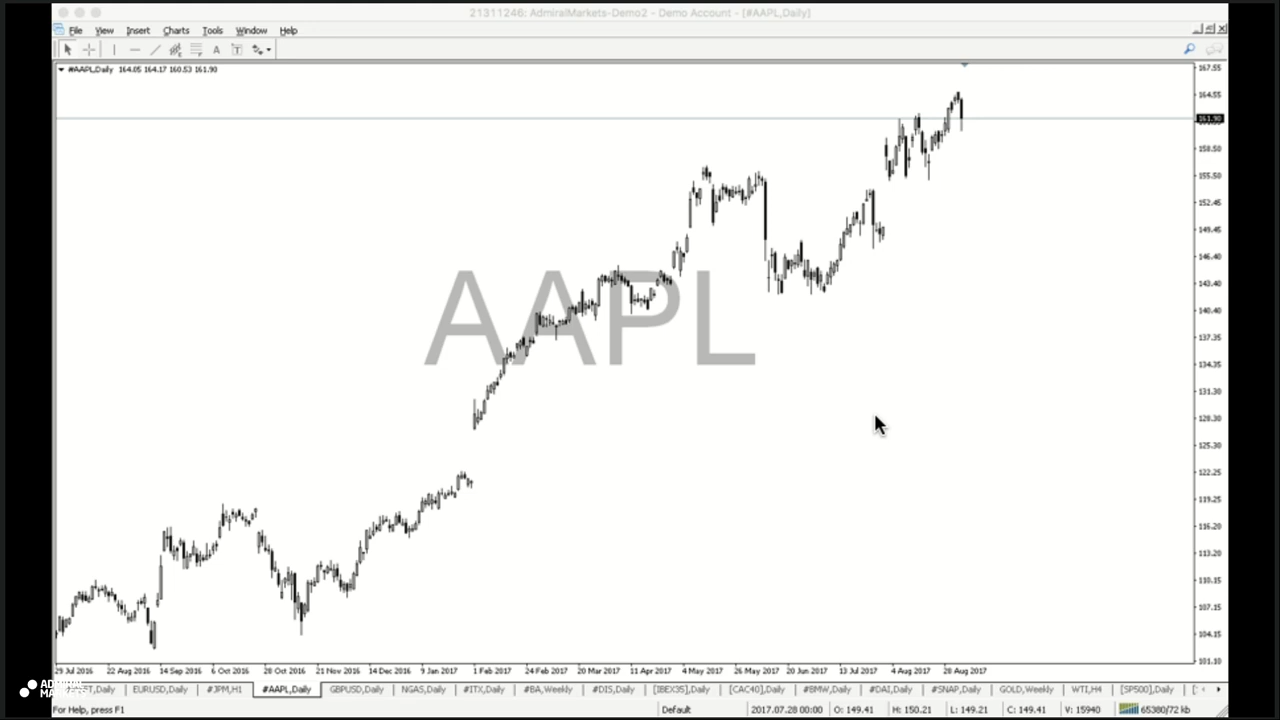 21311246: AdmiralMarkets-Demo2 - Demo Account - [#AAPL,Daily]
File View Insert Charts Tools Window Help
A T
#AAPL,Daily 164.05 164.17 160.53 161.90
AAPL
167.55
164.55
161.90
158.50
155.50
152.45
149.45
146.40
143.40
140.40
137.35
134.35
131.30
128.30
125.30
122.25
119.25
116.20
113.20
110.15
107.15
104.15
101.10
29 Jul 2016 22 Aug 2016 14 Sep 2016 6 Oct 2016 28 Oct 2016 21 Nov 2016 14 Dec 2016 9 Jan 2017 1 Feb 2017 24 Feb 2017 20 Mar 2017 11 Apr 2017 4 May 2017 26 May 2017 20 Jun 2017 13 Jul 2017 4 Aug 2017 28 Aug 2017
Daily EURUSD,Daily #JPM,H1 #AAPL,Daily GBPUSD,Daily NGAS,Daily #ITX,Daily #BA,Weekly #DIS,Daily [IBEX35],Daily [CAC40],Daily #BMW,Daily #DAI,Daily #SNAP,Daily GOLD,Weekly WTI,H4 [SP500],Daily
For Help, press F1 Default 2017.07.28 00:00 O: 149.41 H: 150.21 L: 149.21 C: 149.41 V: 15940 65380/72 kb